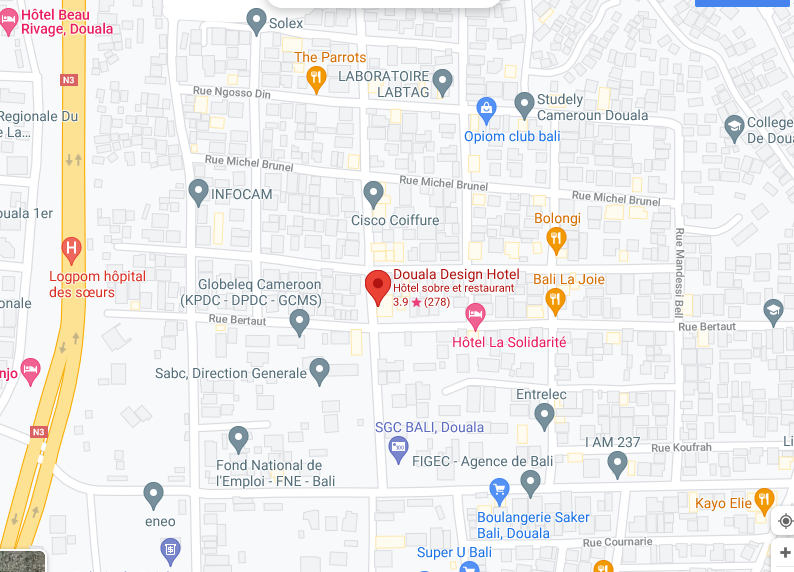 Hôtel Beau
Rivage, Douala
Solex
The Parrots
N3
LABORATOIRE
LABTAG
Rue Ngosso Din
Studely
Cameroun Douala
Regionale Du
e La...
College
De Doua
Opiom club bali
Rue Michel Brunel
Rue Michel Brunel
Rue Michel Brunel
INFOCAM
ouala 1er
Cisco Coiffure
Bolongi
Rue Mandessi Bell
H
Logpom hôpital
des sœurs
Globeleq Cameroon
(KPDC - DPDC - GCMS)
Douala Design Hotel
Hôtel sobre et restaurant
3.9 ★ (278)
Bali La Joie
onale
Rue Bertaut
Rue Bertaut
Hôtel La Solidarité
njo
Sabc, Direction Generale
Entrelec
N3
SGC BALI, Douala
I AM 237
Rue Koufrah
Li
Fond National de
l'Emploi - FNE - Bali
FIGEC - Agence de Bali
eneo
Kayo Elie
Boulangerie Saker
Bali, Douala
Rue Cournarie
Super U Bali